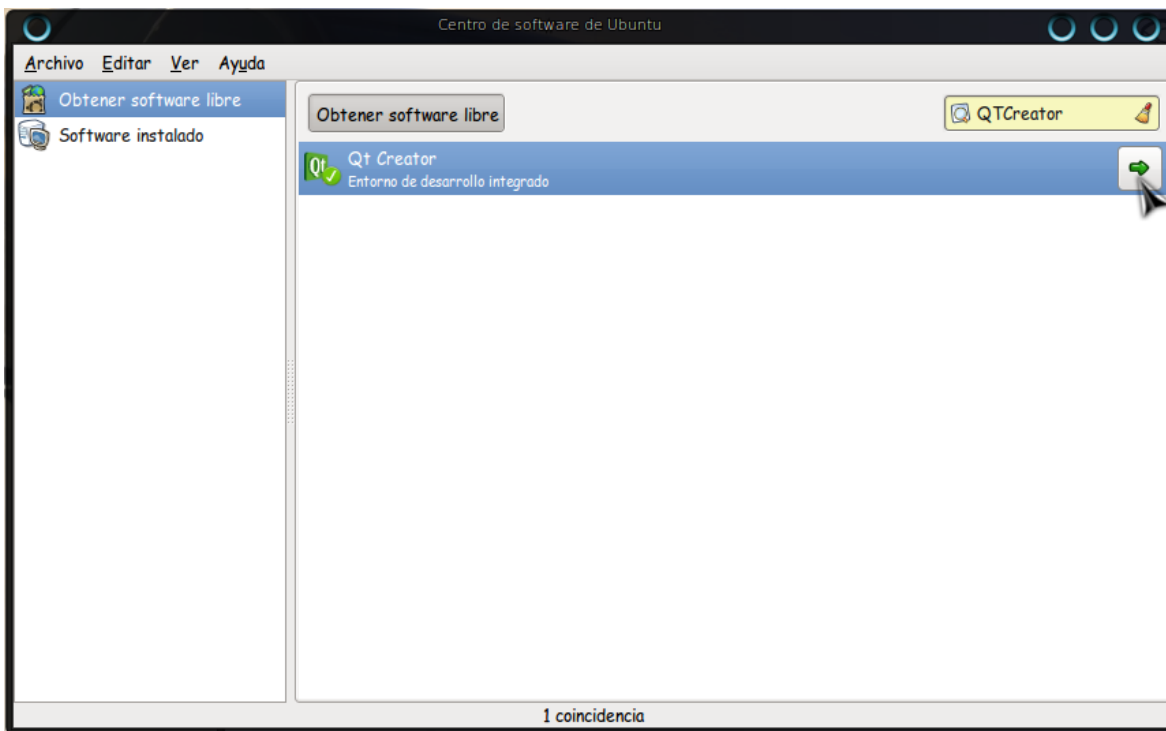 Centro de software de Ubuntu
Archivo Editar Ver Ayuda
Obtener software libre
Software instalado
Obtener software libre
QTCreator
Qt
Qt Creator
Entorno de desarrollo integrado
1 coincidencia